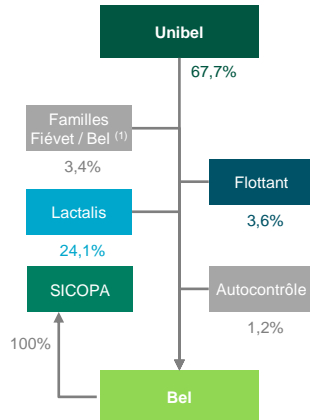 Unibel
67,7%
Familles
Fiévet / Bel (1)
3,4%
Flottant
3,6%
Lactalis
24,1%
SICOPA
Autocontrôle
1,2%
100%
Bel